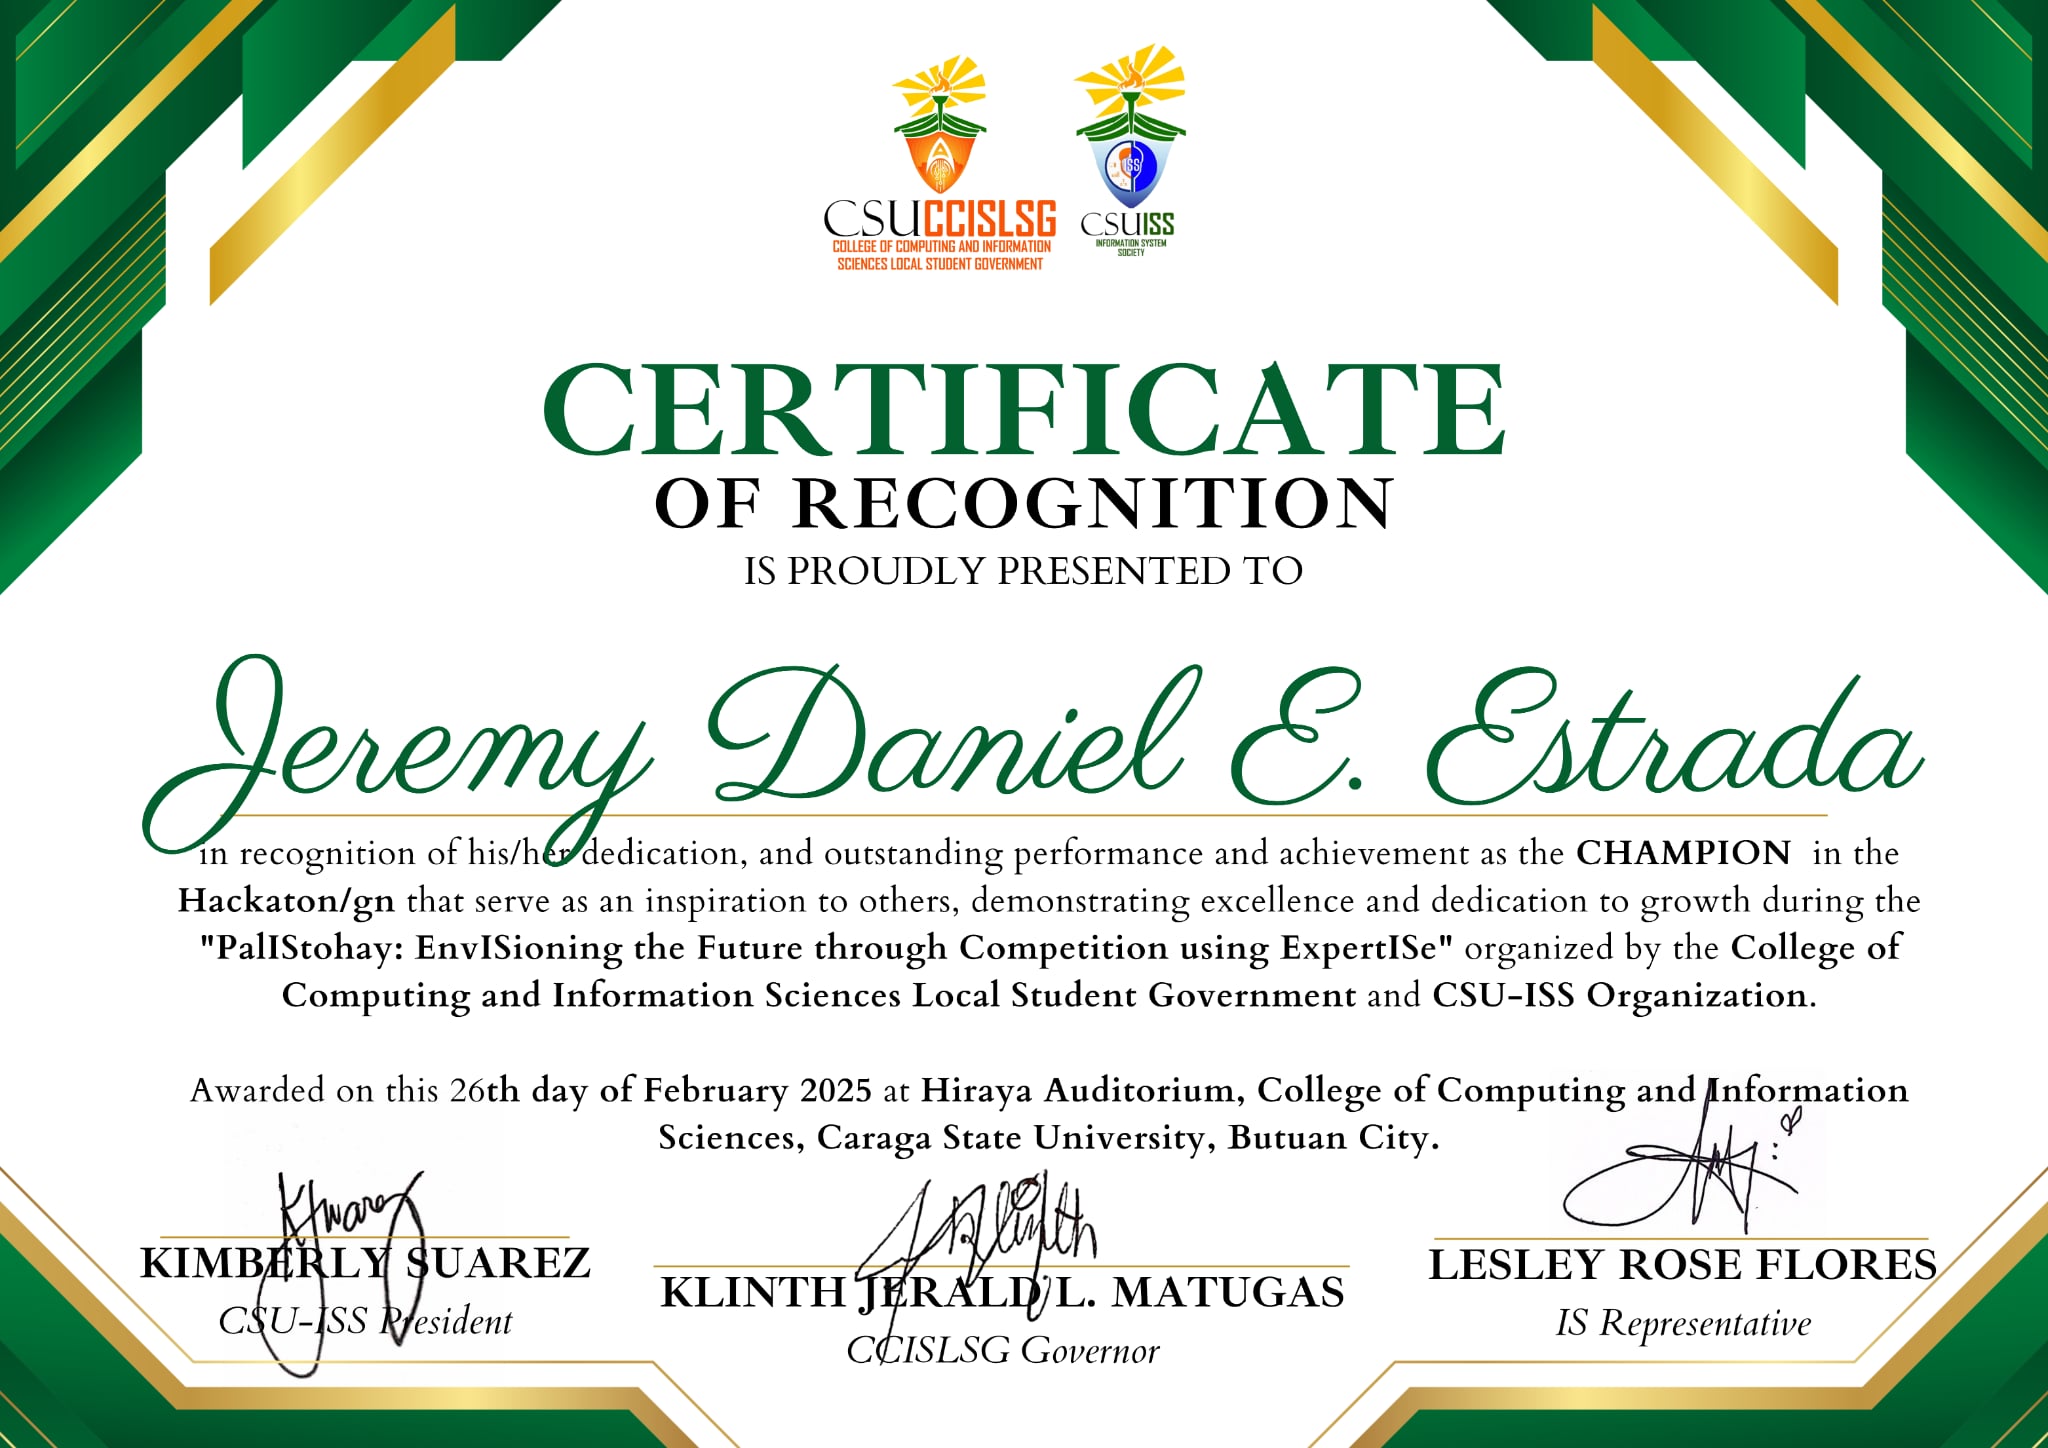 CSUCCISLSG
COLLEGE OF COMPUTING AND INFORMATION
SCIENCES LOCAL STUDENT GOVERNMENT
ISS
CSUISS
INFORMATION SYSTEM
SOCIETY
CERTIFICATE
OF RECOGNITION
IS PROUDLY PRESENTED TO
Jeremy Daniel E. Estrada
in recognition of his/her dedication, and outstanding performance and achievement as the CHAMPION in the
Hackaton/gn that serve as an inspiration to others, demonstrating excellence and dedication to growth during the
"PalIStohay: EnvISioning the Future through Competition using ExpertISe" organized by the College of
Computing and Information Sciences Local Student Government and CSU-ISS Organization.
Awarded on this 26th day of February 2025 at Hiraya Auditorium, College of Computing and Information
Sciences, Caraga State University, Butuan City.
KIMBERLY SUAREZ
CSU-ISS President
KLINTH JERALD L. MATUGAS
CCISLSG Governor
LESLEY ROSE FLORES
IS Representative